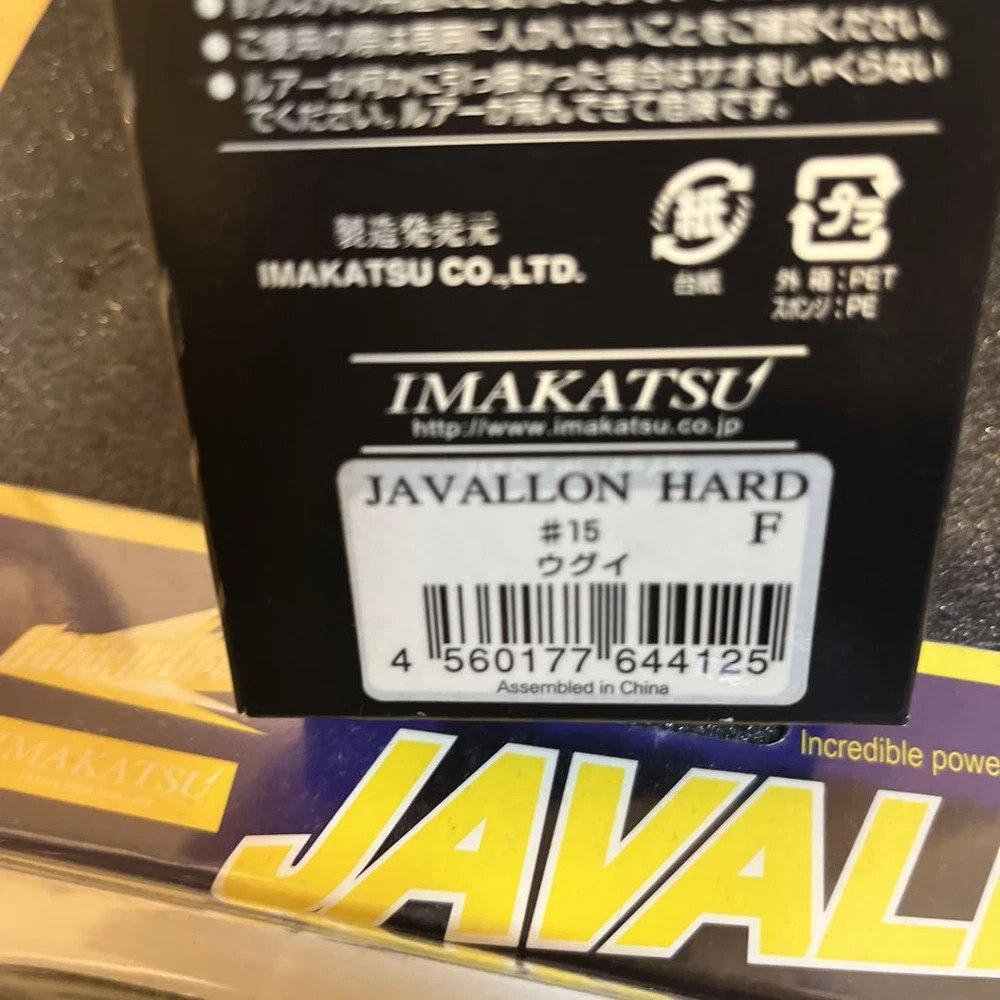 ●ご使用の際は周囲に人がいないことをご確認ください。
●ルアーが何かに引っ掛かった場合はサオをしゃくらない
でください。ルアーが飛んできて危険です。
製造発売元
IMAKATSU CO.,LTD.
紙
台紙
プラ
外箱:PET
スポンジ:PE
IMAKATSU
http://www.imakatsu.co.jp
JAVALLON HARD
#15 F
ウグイ
4 560177 644125
Assembled in China
IMAKATSU
Incredible powe
JAVALL